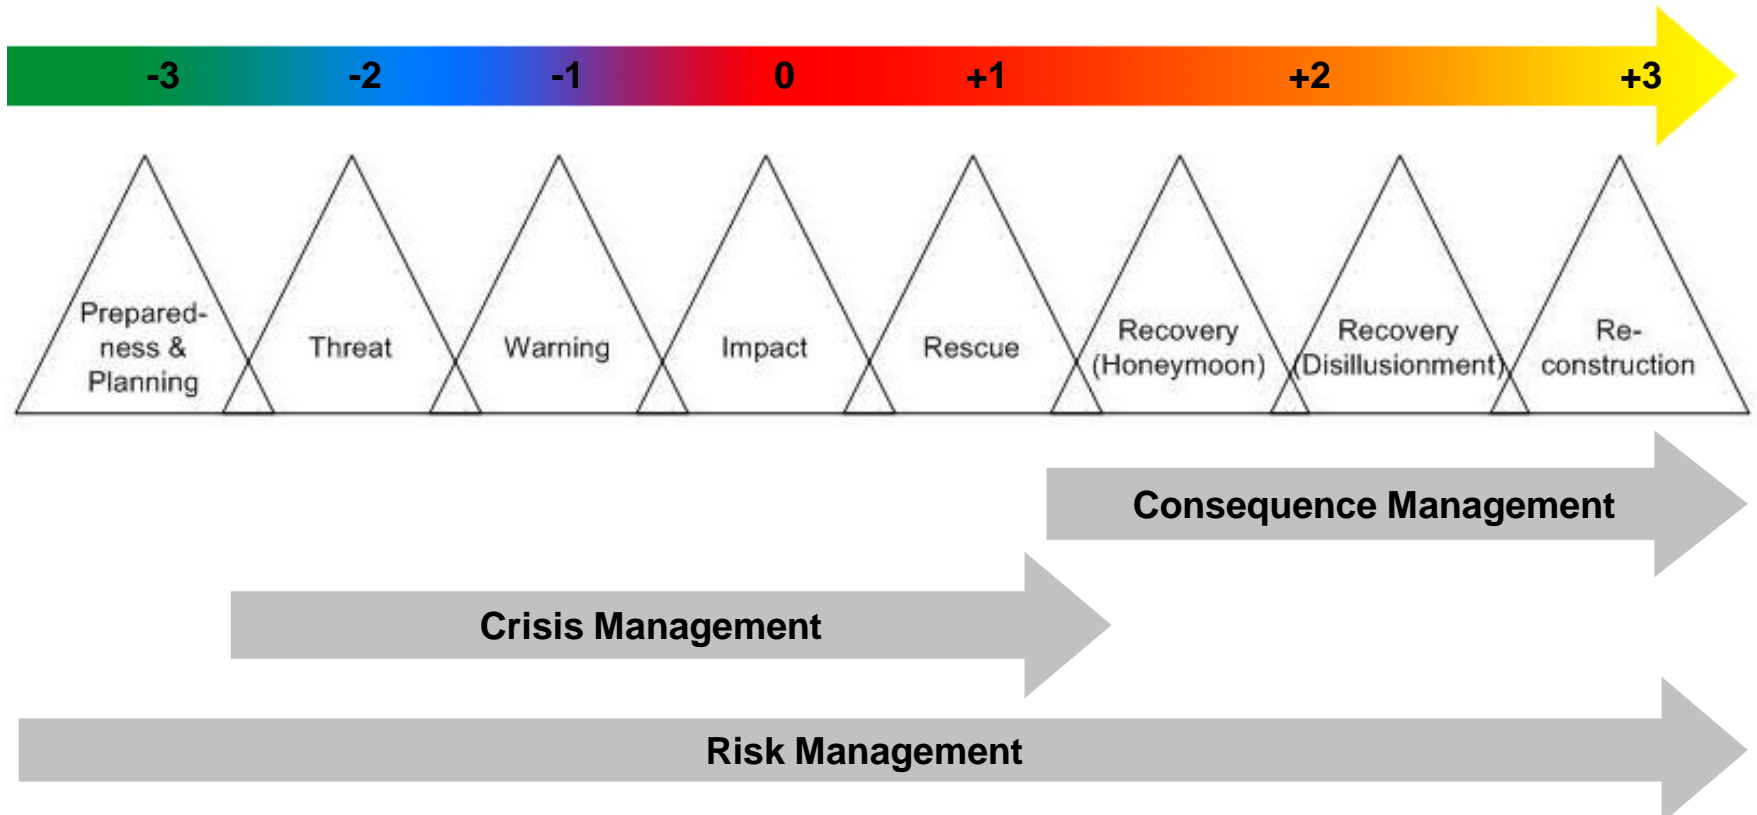 -3 -2 -1 0 +1 +2 +3
Prepared-
ness &
Planning
Threat
Warning
Impact
Rescue
Recovery
(Honeymoon)
Recovery
(Disillusionment)
Re-
construction
Consequence Management
Crisis Management
Risk Management